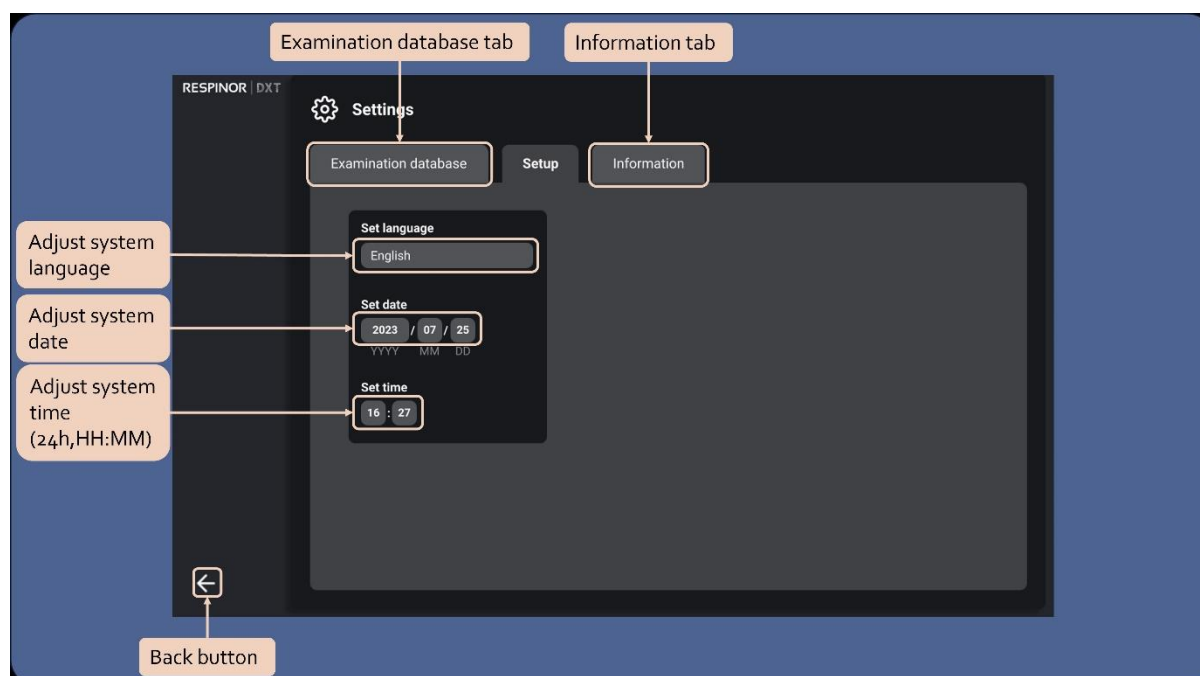 Examination database tab
Information tab
RESPINOR | DXT
Settings
Examination database
Setup
Information
Set language
English
Adjust system
language
Set date
2023 / 07 / 25
YYYY MM DD
Adjust system
date
Set time
16 : 27
Adjust system
time
(24h,HH:MM)
Back button